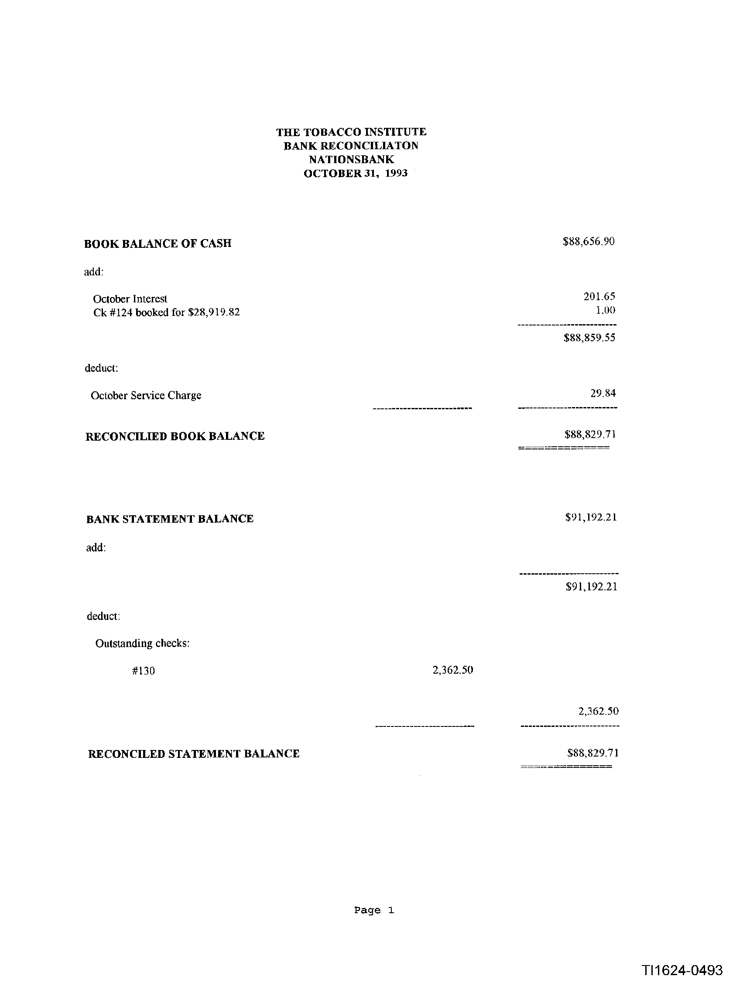 THE TOBACCO INSTITUTE
BANK RECONCILIATON
NATIONSBANK
OCTOBER 31, 1993
BOOK BALANCE OF CASH $88,656.90
add:
October Interest 201.65
Ck #124 booked for $28,919.82 1.00
$88,859.55
deduct:
October Service Charge 29.84
RECONCILIED BOOK BALANCE $88,829.71
BANK STATEMENT BALANCE $91,192.21
add:
$91,192.21
deduct:
Outstanding checks:
#130 2,362.50
2,362.50
RECONCILED STATEMENT BALANCE $88,829.71
Page 1
TI1624-0493